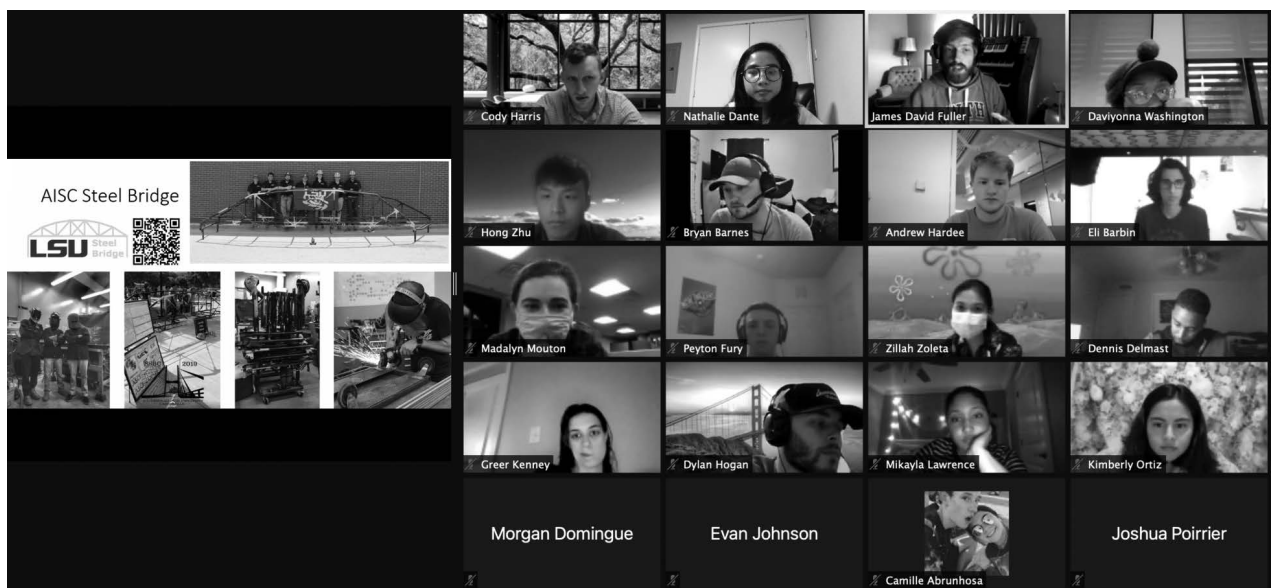 AISC Steel Bridge
LSU Steel
Bridge
2019
Cody Harris
Nathalie Dante
James David Fuller
Daviyonna Washington
Hong Zhu
Bryan Barnes
Andrew Hardee
Eli Barbin
Madalyn Mouton
Peyton Fury
Zillah Zoleta
Dennis Delmast
Greer Kenney
Dylan Hogan
Mikayla Lawrence
Kimberly Ortiz
Morgan Domingue
Evan Johnson
Camille Abrunhosa
Joshua Poirrier